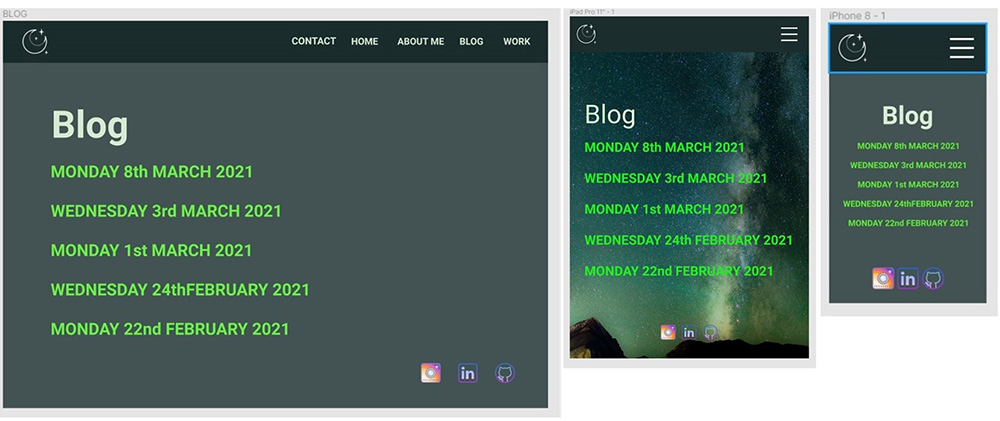 BLOG
CONTACT HOME ABOUT ME BLOG WORK
Blog
MONDAY 8th MARCH 2021
WEDNESDAY 3rd MARCH 2021
MONDAY 1st MARCH 2021
WEDNESDAY 24thFEBRUARY 2021
MONDAY 22nd FEBRUARY 2021
in
iPad Pro 11" - 1
Blog
MONDAY 8th MARCH 2021
WEDNESDAY 3rd MARCH 2021
MONDAY 1st MARCH 2021
WEDNESDAY 24th FEBRUARY 2021
MONDAY 22nd FEBRUARY 2021
in
iPhone 8 - 1
Blog
MONDAY 8th MARCH 2021
WEDNESDAY 3rd MARCH 2021
MONDAY 1st MARCH 2021
WEDNESDAY 24thFEBRUARY 2021
MONDAY 22nd FEBRUARY 2021
in